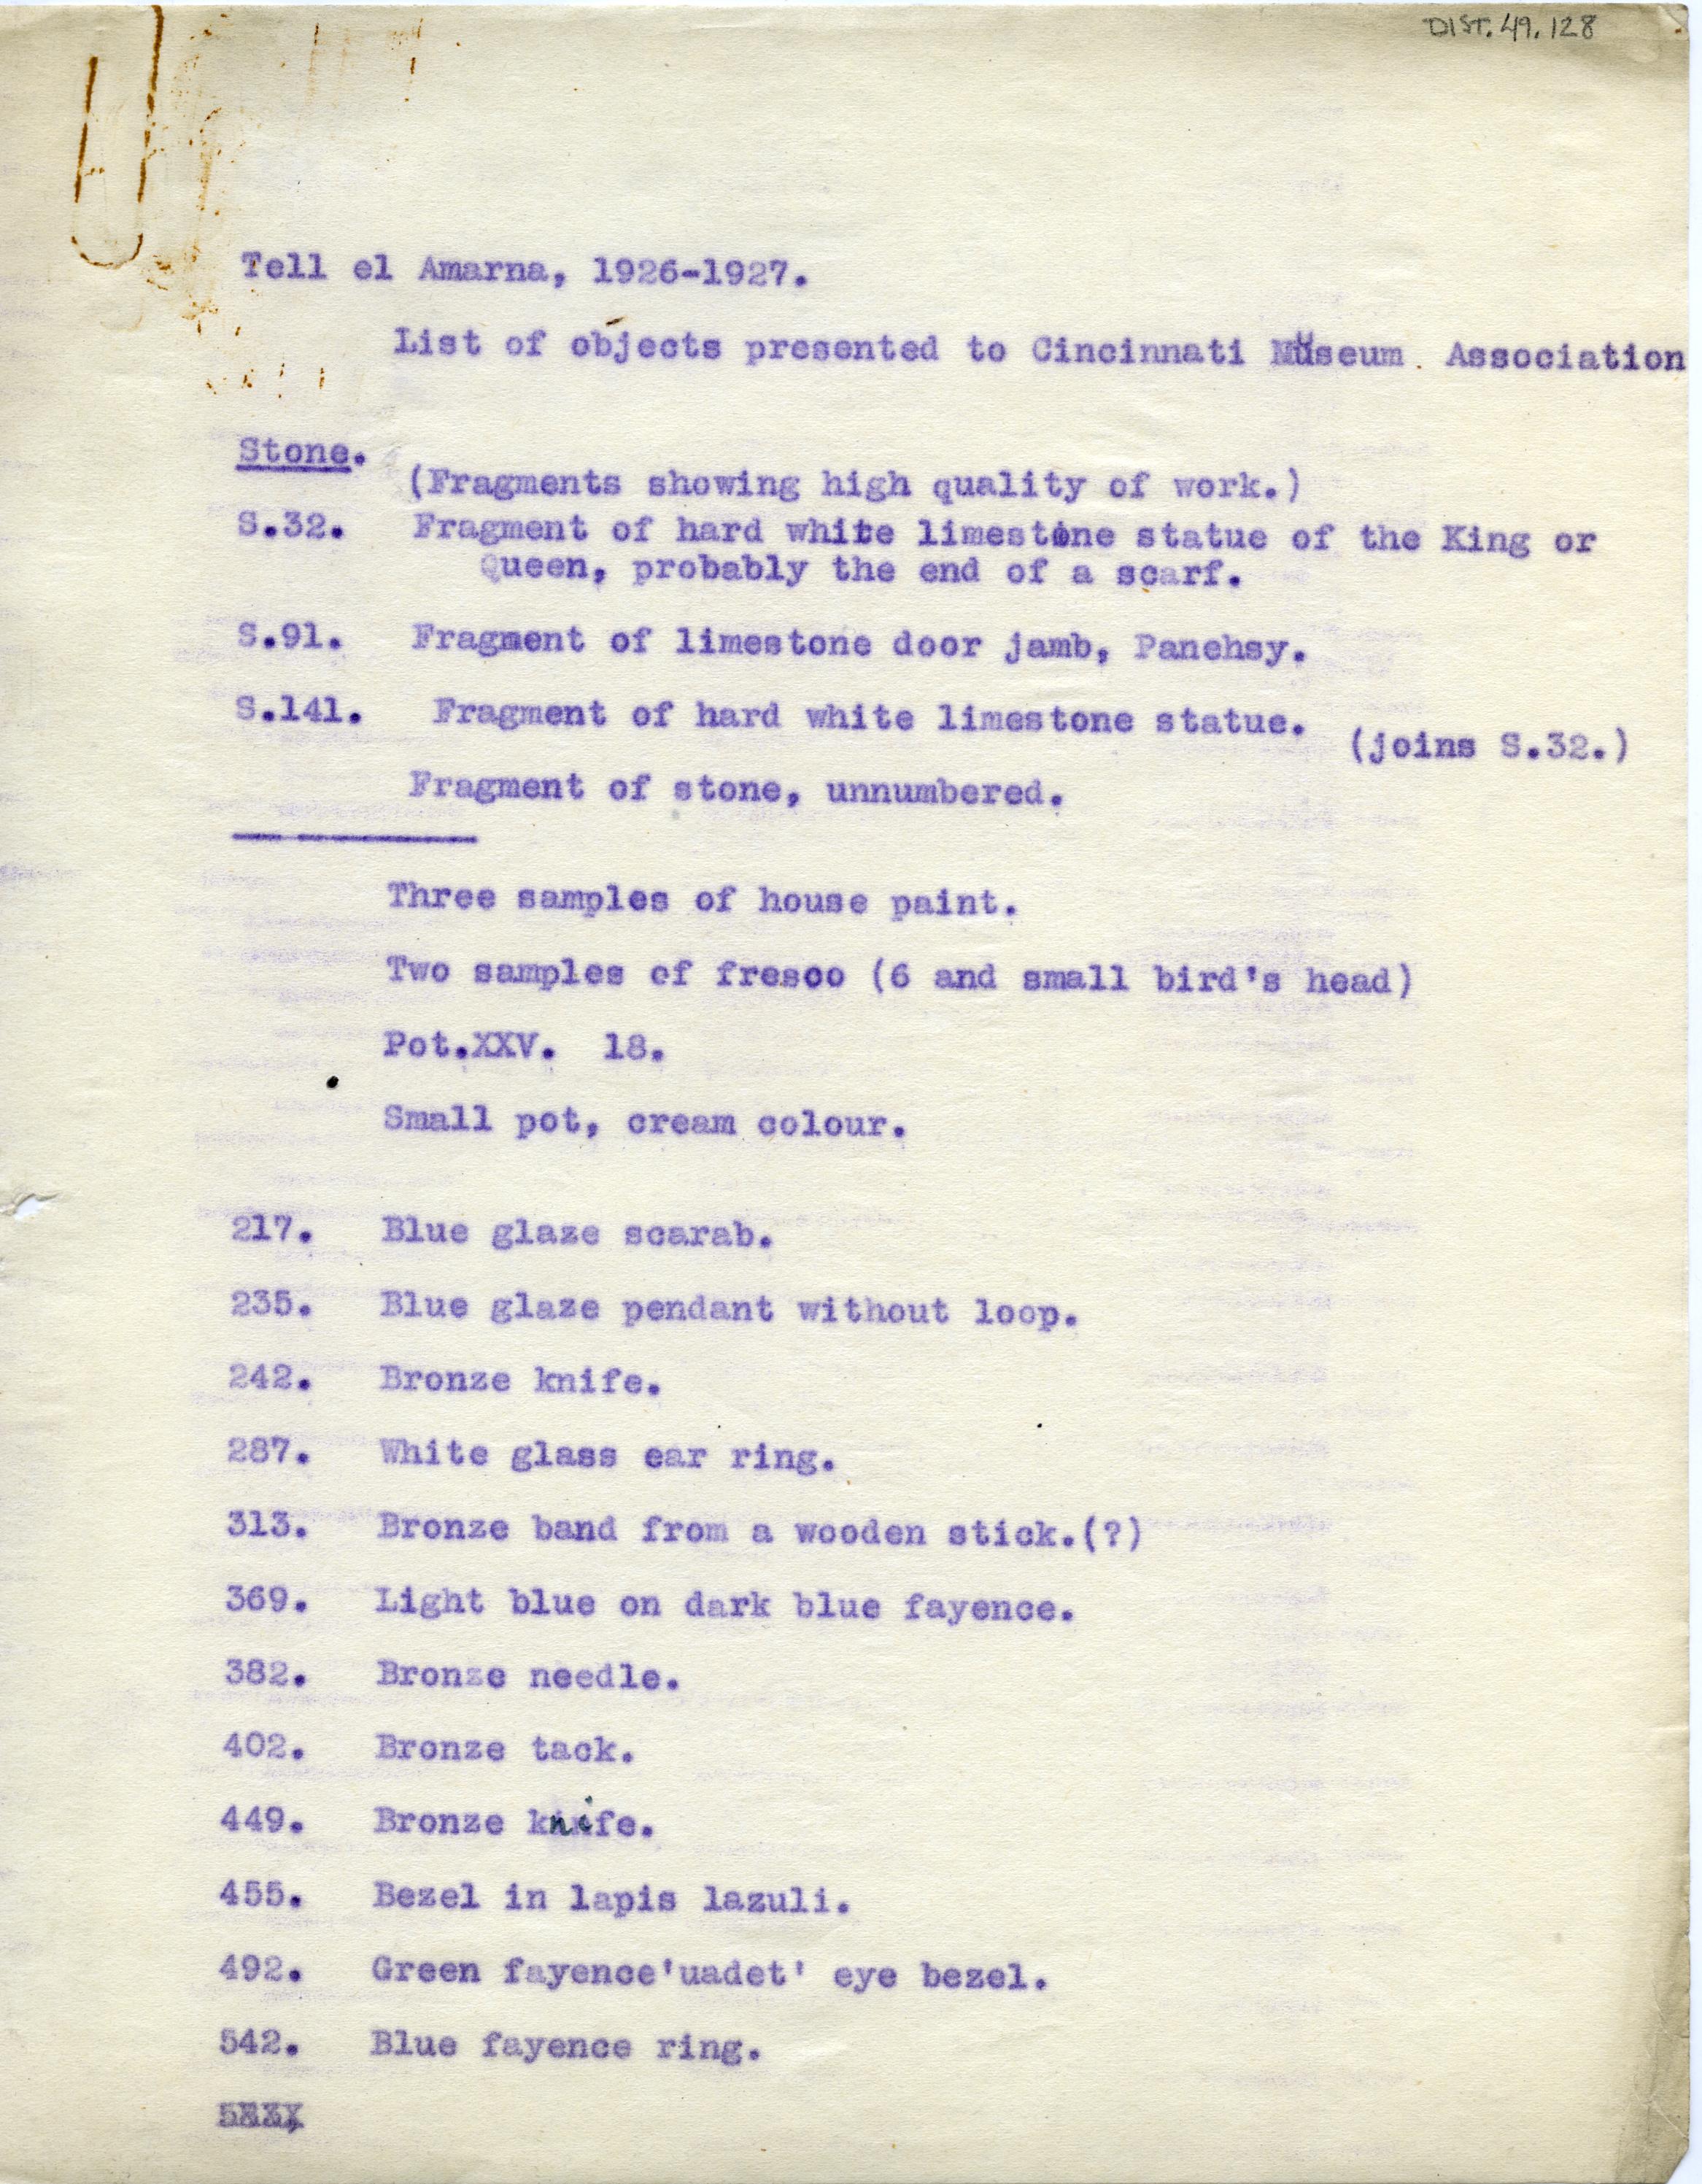 DIST.49.128
Tell el Amarna, 1926-1927.
List of objects presented to Cincinnati Museum. Association
Stone.
(Fragments showing high quality of work.)
S.32. Fragment of hard white limestone statue of the King or
Queen, probably the end of a scarf.
S.91. Fragment of limestone door jamb, Panehsy.
S.141. Fragment of hard white limestone statue.
(joins S.32.)
Fragment of stone, unnumbered.
Three samples of house paint.
Two samples of fresco (6 and small bird's head)
Pot.XXV. 18.
Small pot, cream colour.
217. Blue glaze scarab.
235. Blue glaze pendant without loop.
242. Bronze knife.
287. White glass ear ring.
313. Bronze band from a wooden stick.(?)
369. Light blue on dark blue fayence.
382. Bronze needle.
402. Bronze tack.
449. Bronze knife.
455. Bezel in lapis lazuli.
492. Green fayence'uadet' eye bezel.
542. Blue fayence ring.